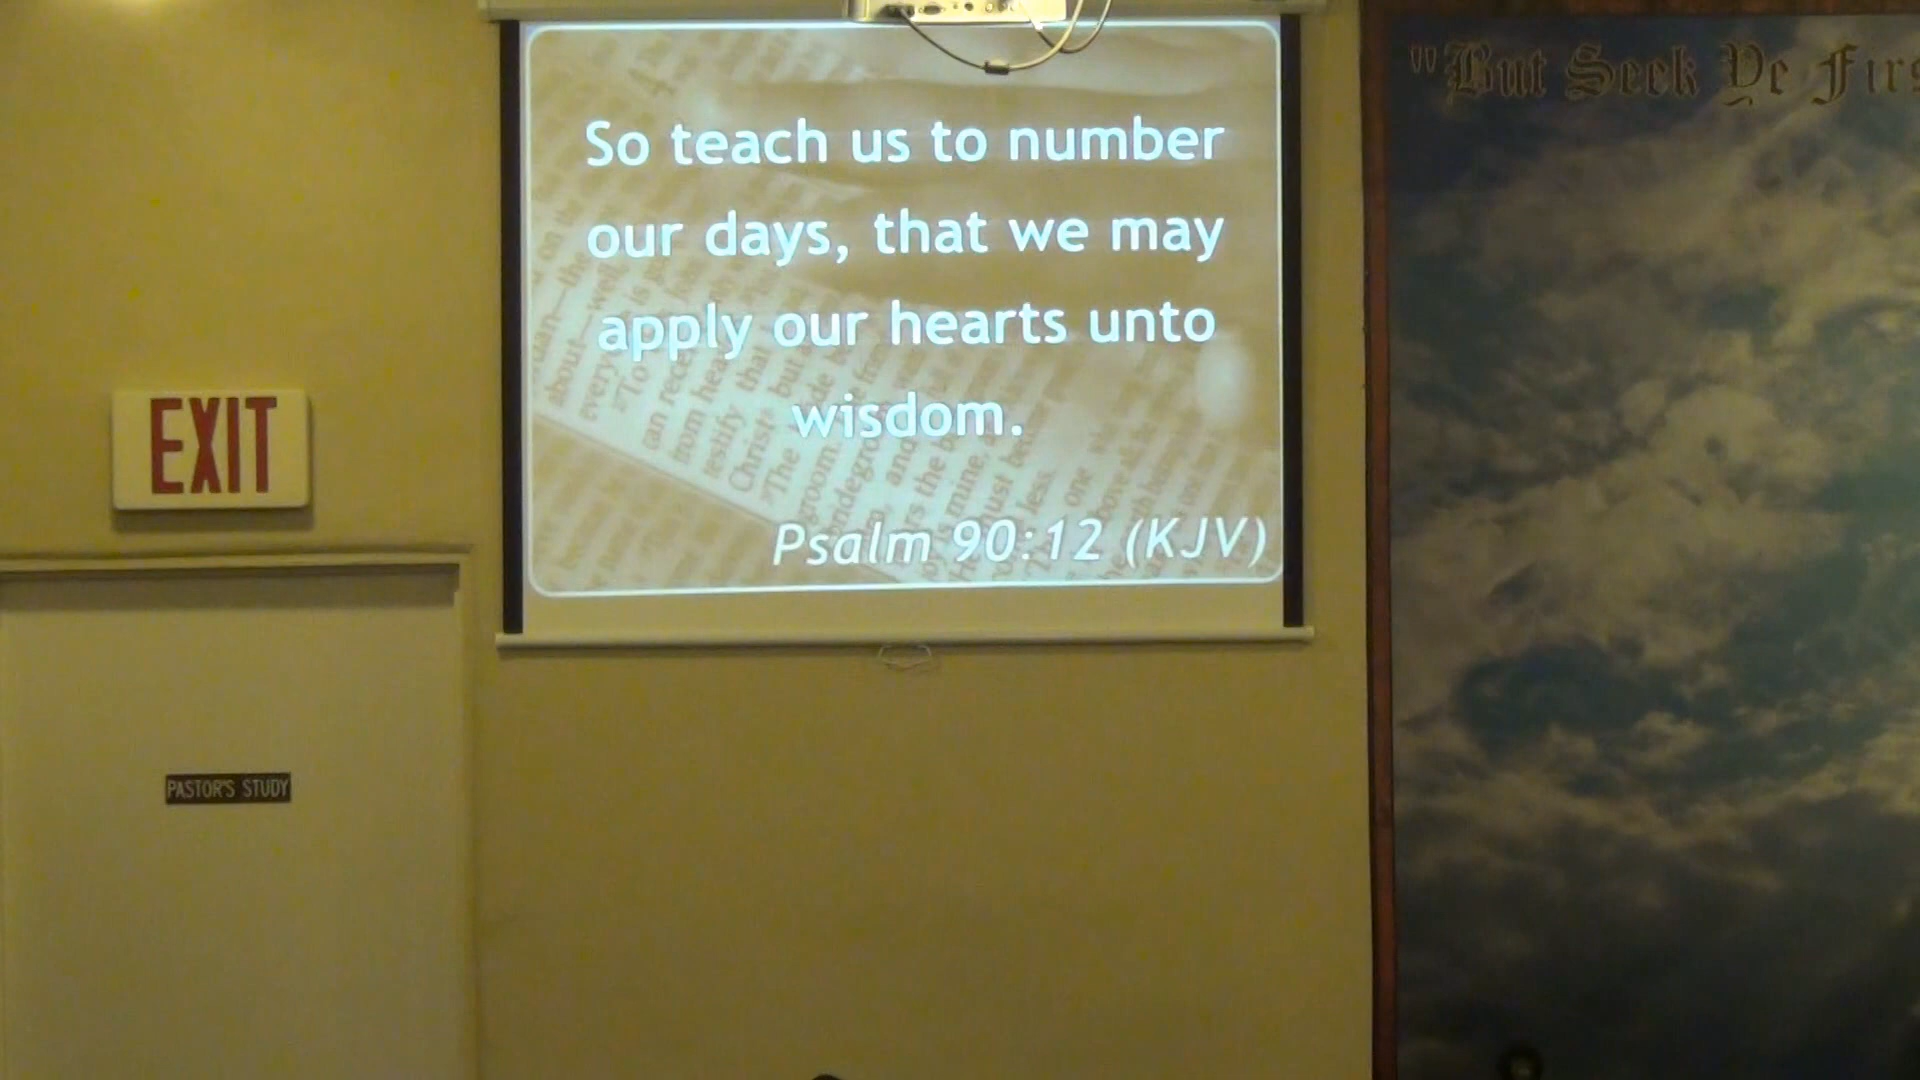 "But Seek Ye Firs
So teach us to number
our days, that we may
apply our hearts unto
wisdom.
Psalm 90:12 (KJV)
EXIT
PASTOR'S STUDY